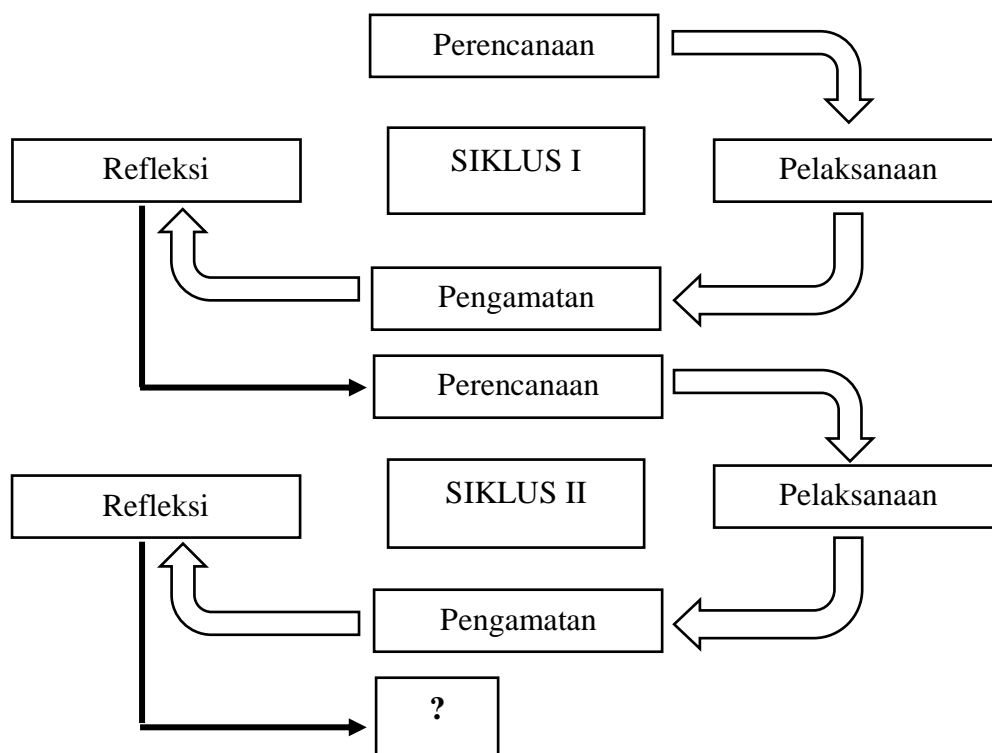 Perencanaan
Refleksi
SIKLUS I
Pelaksanaan
Pengamatan
Perencanaan
Refleksi
SIKLUS II
Pelaksanaan
Pengamatan
?